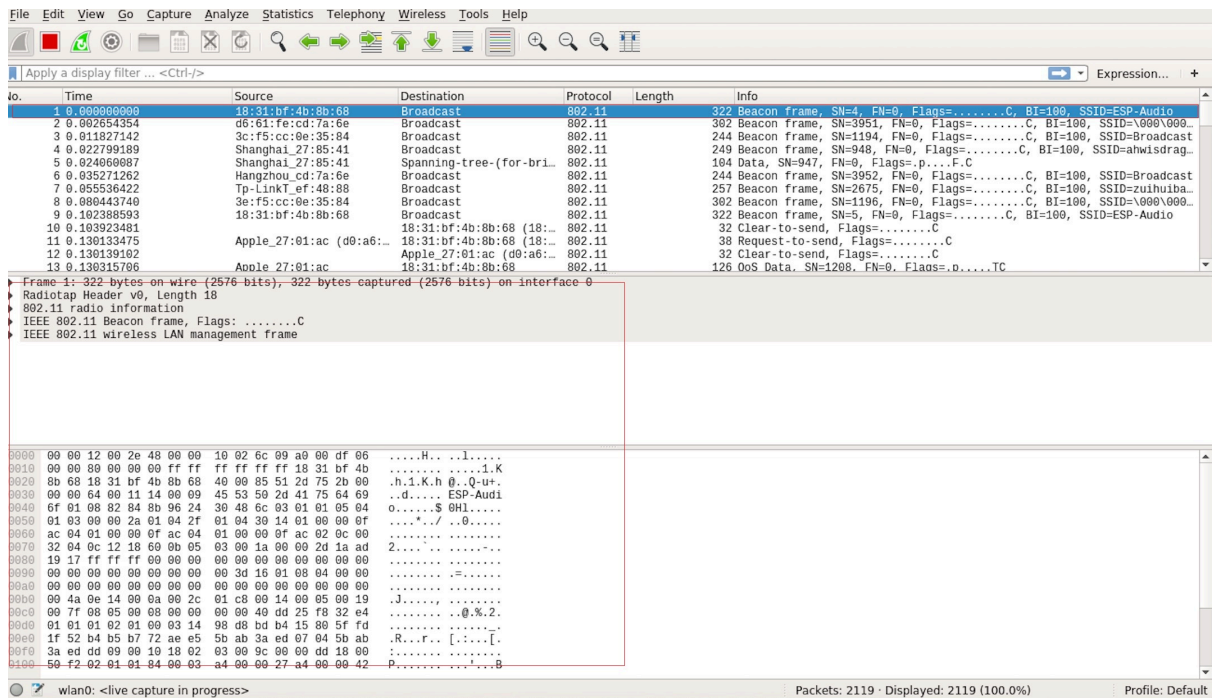 File Edit View Go Capture Analyze Statistics Telephony Wireless Tools Help
Apply a display filter ... <Ctrl-/> Expression... +
No. Time Source Destination Protocol Length Info
1 0.000000000 18:31:bf:4b:8b:68 Broadcast 802.11 322 Beacon frame, SN=4, FN=0, Flags=........C, BI=100, SSID=ESP-Audio
2 0.002654354 d6:61:fe:cd:7a:6e Broadcast 802.11 302 Beacon frame, SN=3951, FN=0, Flags=........C, BI=100, SSID=\000\000…
3 0.011827142 3c:f5:cc:0e:35:84 Broadcast 802.11 244 Beacon frame, SN=1194, FN=0, Flags=........C, BI=100, SSID=Broadcast
4 0.022799189 Shanghai_27:85:41 Broadcast 802.11 249 Beacon frame, SN=948, FN=0, Flags=........C, BI=100, SSID=ahwisdrag…
5 0.024060087 Shanghai_27:85:41 Spanning-tree-(for-bri… 802.11 104 Data, SN=947, FN=0, Flags=.p....F.C
6 0.035271262 Hangzhou_cd:7a:6e Broadcast 802.11 244 Beacon frame, SN=3952, FN=0, Flags=........C, BI=100, SSID=Broadcast
7 0.055536422 Tp-LinkT_ef:48:88 Broadcast 802.11 257 Beacon frame, SN=2675, FN=0, Flags=........C, BI=100, SSID=zuihuiba…
8 0.080443740 3e:f5:cc:0e:35:84 Broadcast 802.11 302 Beacon frame, SN=1196, FN=0, Flags=........C, BI=100, SSID=\000\000…
9 0.102388593 18:31:bf:4b:8b:68 Broadcast 802.11 322 Beacon frame, SN=5, FN=0, Flags=........C, BI=100, SSID=ESP-Audio
10 0.103923481 18:31:bf:4b:8b:68 (18:… 802.11 32 Clear-to-send, Flags=........C
11 0.130133475 Apple_27:01:ac (d0:a6:… 18:31:bf:4b:8b:68 (18:… 802.11 38 Request-to-send, Flags=........C
12 0.130139102 Apple_27:01:ac (d0:a6:… 802.11 32 Clear-to-send, Flags=........C
13 0.130315706 Apple_27:01:ac 18:31:bf:4b:8b:68 802.11 126 QoS Data, SN=1208, FN=0, Flags=.p.....TC
Frame 1: 322 bytes on wire (2576 bits), 322 bytes captured (2576 bits) on interface 0
Radiotap Header v0, Length 18
802.11 radio information
IEEE 802.11 Beacon frame, Flags: ........C
IEEE 802.11 wireless LAN management frame
0000 00 00 12 00 2e 48 00 00 10 02 6c 09 a0 00 df 06 .....H.. ..l.....
0010 00 00 80 00 00 00 ff ff ff ff ff ff 18 31 bf 4b ........ .....1.K
0020 8b 68 18 31 bf 4b 8b 68 40 00 85 51 2d 75 2b 00 .h.1.K.h @..Q-u+.
0030 00 00 64 00 11 14 00 09 45 53 50 2d 41 75 64 69 ..d..... ESP-Audi
0040 6f 01 08 82 84 8b 96 24 30 48 6c 03 01 01 05 04 o......$ 0Hl.....
0050 01 03 00 00 2a 01 04 2f 01 04 30 14 01 00 00 0f ....*../ ..0.....
0060 ac 04 01 00 00 0f ac 04 01 00 00 0f ac 02 0c 00 ........ ........
0070 32 04 0c 12 18 60 0b 05 03 00 1a 00 00 2d 1a ad 2....`.. .....-..
0080 19 17 ff ff ff 00 00 00 00 00 00 00 00 00 00 00 ........ ........
0090 00 00 00 00 00 00 00 00 00 3d 16 01 08 04 00 00 ........ .=......
00a0 00 00 00 00 00 00 00 00 00 00 00 00 00 00 00 00 ........ ........
00b0 00 4a 0e 14 00 0a 00 2c 01 c8 00 14 00 05 00 19 .J....., ........
00c0 00 7f 08 05 00 08 00 00 00 00 40 dd 25 f8 32 e4 ........ ..@.%.2.
00d0 01 01 01 02 01 00 03 14 98 d8 bd b4 15 80 5f fd ........ ......_.
00e0 1f 52 b4 b5 b7 72 ae e5 5b ab 3a ed 07 04 5b ab .R...r.. [.:...[.
00f0 3a ed dd 09 00 10 18 02 03 00 9c 00 00 dd 18 00 :....... ........
0100 50 f2 02 01 01 84 00 03 a4 00 00 27 a4 00 00 42 P....... ...'...B
wlan0: <live capture in progress> Packets: 2119 · Displayed: 2119 (100.0%) Profile: Default